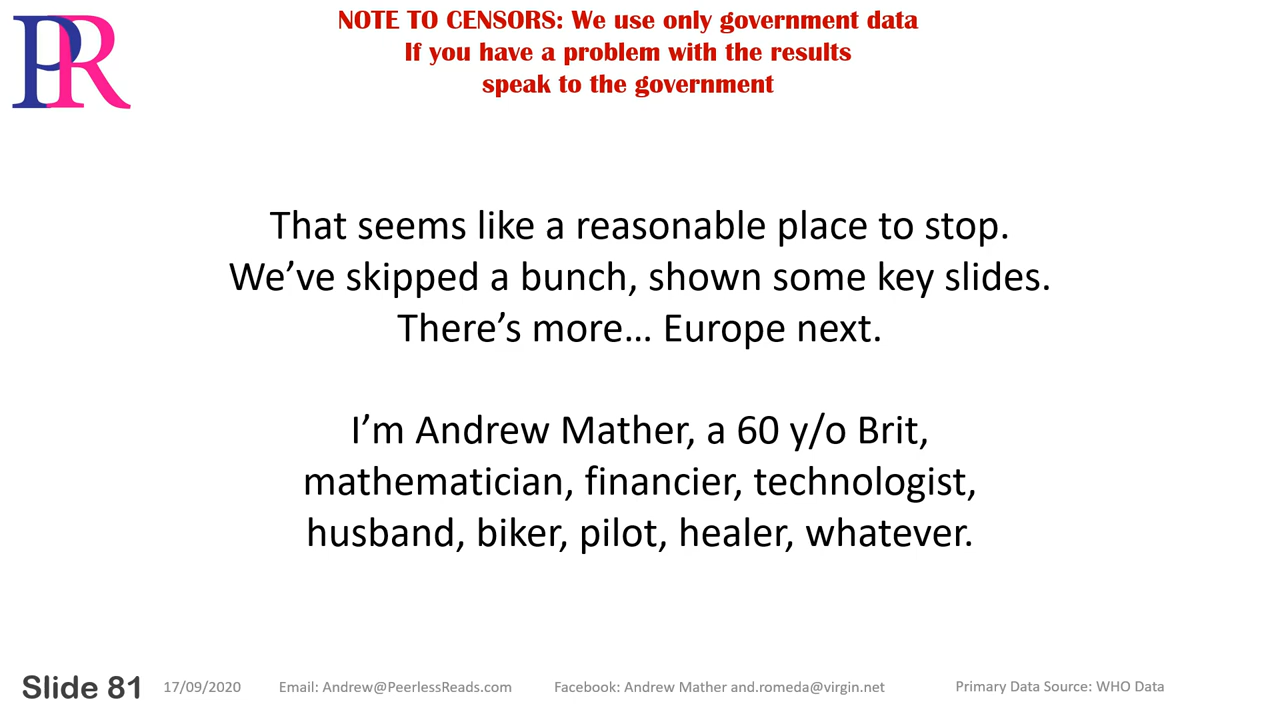 PR
NOTE TO CENSORS: We use only government data
If you have a problem with the results
speak to the government
That seems like a reasonable place to stop.
We’ve skipped a bunch, shown some key slides.
There’s more… Europe next.
I’m Andrew Mather, a 60 y/o Brit,
mathematician, financier, technologist,
husband, biker, pilot, healer, whatever.
Slide 81 17/09/2020 Email: Andrew@PeerlessReads.com Facebook: Andrew Mather and.romeda@virgin.net Primary Data Source: WHO Data